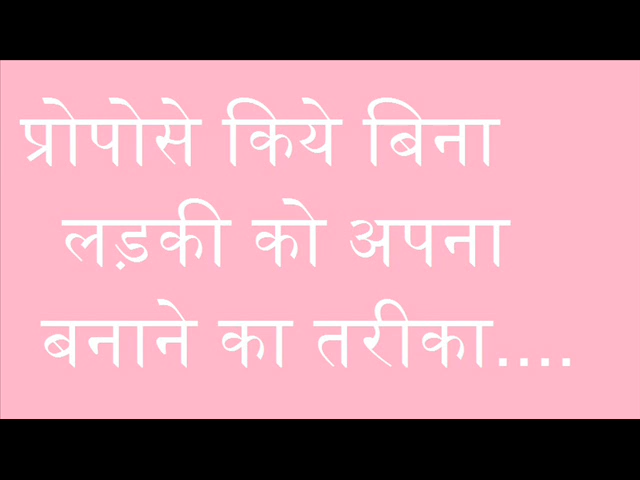 प्रोपोसे किये बिना
लड़की को अपना
बनाने का तरीका....